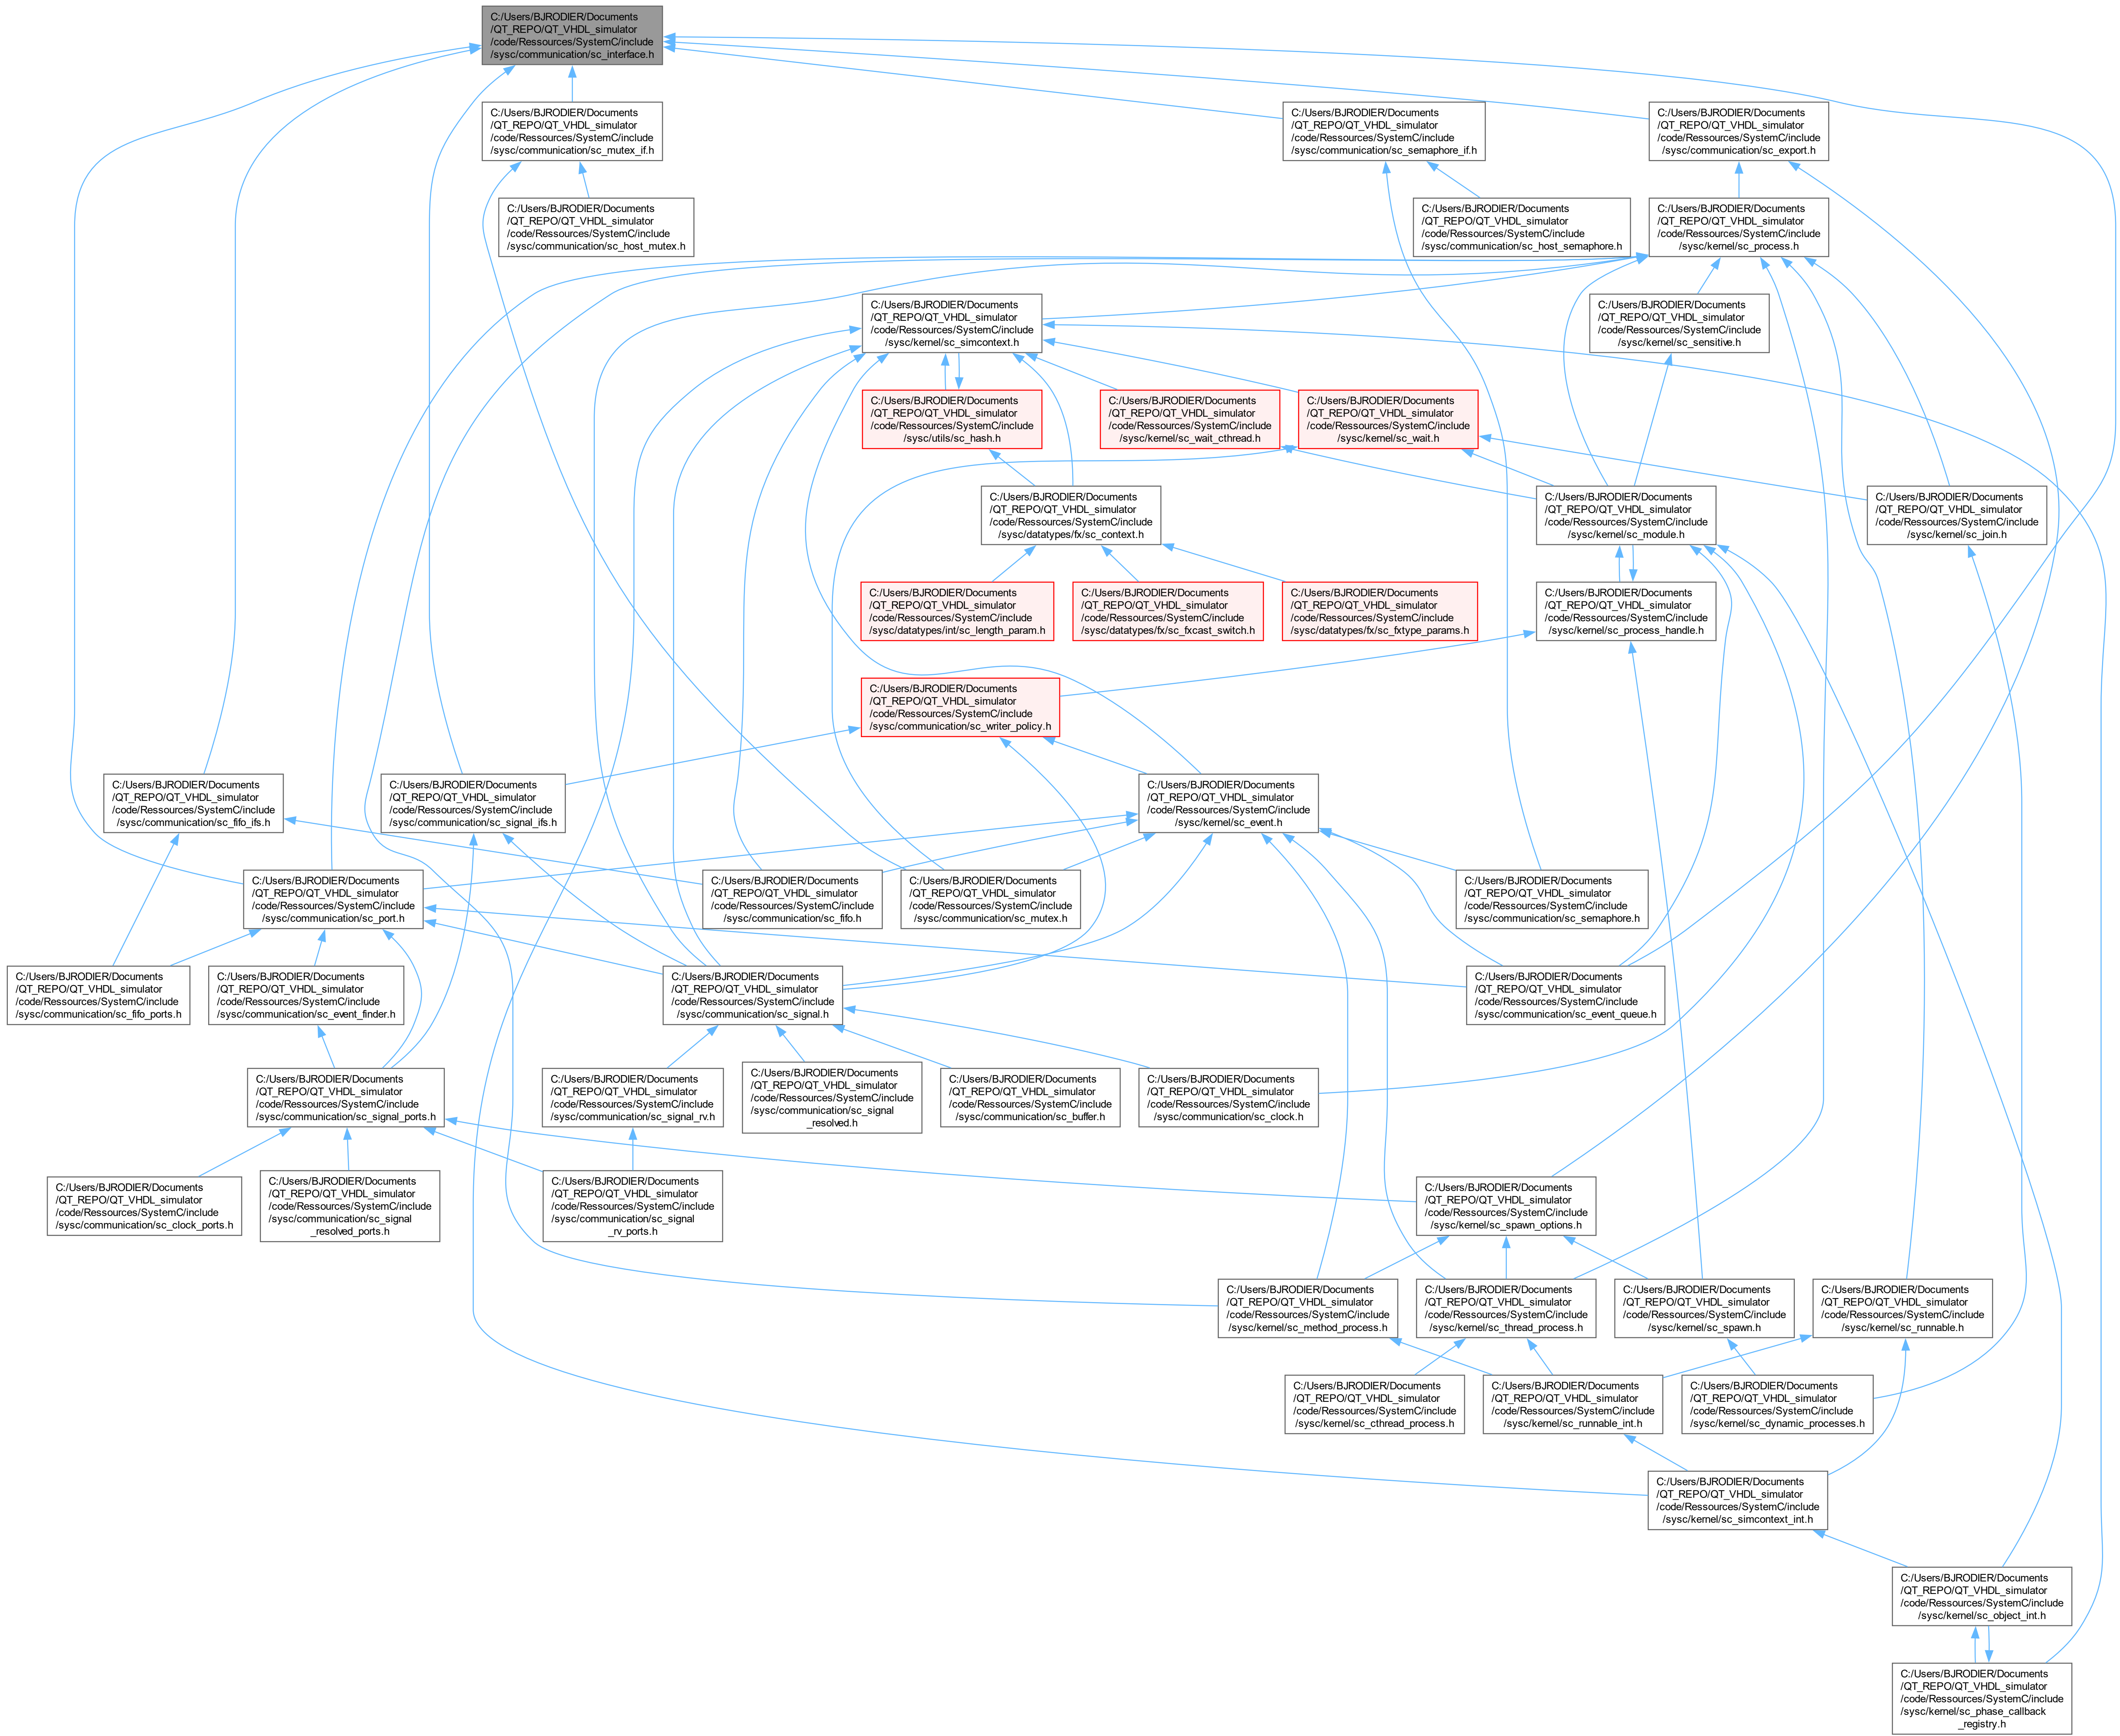 C:/Users/BJRODIER/Documents
/QT_REPO/QT_VHDL_simulator
/code/Ressources/SystemC/include
/sysc/communication/sc_interface.h
C:/Users/BJRODIER/Documents
/QT_REPO/QT_VHDL_simulator
/code/Ressources/SystemC/include
/sysc/communication/sc_mutex_if.h
C:/Users/BJRODIER/Documents
/QT_REPO/QT_VHDL_simulator
/code/Ressources/SystemC/include
/sysc/communication/sc_semaphore_if.h
C:/Users/BJRODIER/Documents
/QT_REPO/QT_VHDL_simulator
/code/Ressources/SystemC/include
/sysc/communication/sc_export.h
C:/Users/BJRODIER/Documents
/QT_REPO/QT_VHDL_simulator
/code/Ressources/SystemC/include
/sysc/communication/sc_host_mutex.h
C:/Users/BJRODIER/Documents
/QT_REPO/QT_VHDL_simulator
/code/Ressources/SystemC/include
/sysc/communication/sc_host_semaphore.h
C:/Users/BJRODIER/Documents
/QT_REPO/QT_VHDL_simulator
/code/Ressources/SystemC/include
/sysc/kernel/sc_process.h
C:/Users/BJRODIER/Documents
/QT_REPO/QT_VHDL_simulator
/code/Ressources/SystemC/include
/sysc/kernel/sc_simcontext.h
C:/Users/BJRODIER/Documents
/QT_REPO/QT_VHDL_simulator
/code/Ressources/SystemC/include
/sysc/kernel/sc_sensitive.h
C:/Users/BJRODIER/Documents
/QT_REPO/QT_VHDL_simulator
/code/Ressources/SystemC/include
/sysc/utils/sc_hash.h
C:/Users/BJRODIER/Documents
/QT_REPO/QT_VHDL_simulator
/code/Ressources/SystemC/include
/sysc/kernel/sc_wait_cthread.h
C:/Users/BJRODIER/Documents
/QT_REPO/QT_VHDL_simulator
/code/Ressources/SystemC/include
/sysc/kernel/sc_wait.h
C:/Users/BJRODIER/Documents
/QT_REPO/QT_VHDL_simulator
/code/Ressources/SystemC/include
/sysc/datatypes/fx/sc_context.h
C:/Users/BJRODIER/Documents
/QT_REPO/QT_VHDL_simulator
/code/Ressources/SystemC/include
/sysc/kernel/sc_module.h
C:/Users/BJRODIER/Documents
/QT_REPO/QT_VHDL_simulator
/code/Ressources/SystemC/include
/sysc/kernel/sc_join.h
C:/Users/BJRODIER/Documents
/QT_REPO/QT_VHDL_simulator
/code/Ressources/SystemC/include
/sysc/datatypes/int/sc_length_param.h
C:/Users/BJRODIER/Documents
/QT_REPO/QT_VHDL_simulator
/code/Ressources/SystemC/include
/sysc/datatypes/fx/sc_fxcast_switch.h
C:/Users/BJRODIER/Documents
/QT_REPO/QT_VHDL_simulator
/code/Ressources/SystemC/include
/sysc/datatypes/fx/sc_fxtype_params.h
C:/Users/BJRODIER/Documents
/QT_REPO/QT_VHDL_simulator
/code/Ressources/SystemC/include
/sysc/kernel/sc_process_handle.h
C:/Users/BJRODIER/Documents
/QT_REPO/QT_VHDL_simulator
/code/Ressources/SystemC/include
/sysc/communication/sc_writer_policy.h
C:/Users/BJRODIER/Documents
/QT_REPO/QT_VHDL_simulator
/code/Ressources/SystemC/include
/sysc/communication/sc_fifo_ifs.h
C:/Users/BJRODIER/Documents
/QT_REPO/QT_VHDL_simulator
/code/Ressources/SystemC/include
/sysc/communication/sc_signal_ifs.h
C:/Users/BJRODIER/Documents
/QT_REPO/QT_VHDL_simulator
/code/Ressources/SystemC/include
/sysc/kernel/sc_event.h
C:/Users/BJRODIER/Documents
/QT_REPO/QT_VHDL_simulator
/code/Ressources/SystemC/include
/sysc/communication/sc_port.h
C:/Users/BJRODIER/Documents
/QT_REPO/QT_VHDL_simulator
/code/Ressources/SystemC/include
/sysc/communication/sc_fifo.h
C:/Users/BJRODIER/Documents
/QT_REPO/QT_VHDL_simulator
/code/Ressources/SystemC/include
/sysc/communication/sc_mutex.h
C:/Users/BJRODIER/Documents
/QT_REPO/QT_VHDL_simulator
/code/Ressources/SystemC/include
/sysc/communication/sc_semaphore.h
C:/Users/BJRODIER/Documents
/QT_REPO/QT_VHDL_simulator
/code/Ressources/SystemC/include
/sysc/communication/sc_fifo_ports.h
C:/Users/BJRODIER/Documents
/QT_REPO/QT_VHDL_simulator
/code/Ressources/SystemC/include
/sysc/communication/sc_event_finder.h
C:/Users/BJRODIER/Documents
/QT_REPO/QT_VHDL_simulator
/code/Ressources/SystemC/include
/sysc/communication/sc_signal.h
C:/Users/BJRODIER/Documents
/QT_REPO/QT_VHDL_simulator
/code/Ressources/SystemC/include
/sysc/communication/sc_event_queue.h
C:/Users/BJRODIER/Documents
/QT_REPO/QT_VHDL_simulator
/code/Ressources/SystemC/include
/sysc/communication/sc_signal_ports.h
C:/Users/BJRODIER/Documents
/QT_REPO/QT_VHDL_simulator
/code/Ressources/SystemC/include
/sysc/communication/sc_signal_rv.h
C:/Users/BJRODIER/Documents
/QT_REPO/QT_VHDL_simulator
/code/Ressources/SystemC/include
/sysc/communication/sc_signal
_resolved.h
C:/Users/BJRODIER/Documents
/QT_REPO/QT_VHDL_simulator
/code/Ressources/SystemC/include
/sysc/communication/sc_buffer.h
C:/Users/BJRODIER/Documents
/QT_REPO/QT_VHDL_simulator
/code/Ressources/SystemC/include
/sysc/communication/sc_clock.h
C:/Users/BJRODIER/Documents
/QT_REPO/QT_VHDL_simulator
/code/Ressources/SystemC/include
/sysc/communication/sc_clock_ports.h
C:/Users/BJRODIER/Documents
/QT_REPO/QT_VHDL_simulator
/code/Ressources/SystemC/include
/sysc/communication/sc_signal
_resolved_ports.h
C:/Users/BJRODIER/Documents
/QT_REPO/QT_VHDL_simulator
/code/Ressources/SystemC/include
/sysc/communication/sc_signal
_rv_ports.h
C:/Users/BJRODIER/Documents
/QT_REPO/QT_VHDL_simulator
/code/Ressources/SystemC/include
/sysc/kernel/sc_spawn_options.h
C:/Users/BJRODIER/Documents
/QT_REPO/QT_VHDL_simulator
/code/Ressources/SystemC/include
/sysc/kernel/sc_method_process.h
C:/Users/BJRODIER/Documents
/QT_REPO/QT_VHDL_simulator
/code/Ressources/SystemC/include
/sysc/kernel/sc_thread_process.h
C:/Users/BJRODIER/Documents
/QT_REPO/QT_VHDL_simulator
/code/Ressources/SystemC/include
/sysc/kernel/sc_spawn.h
C:/Users/BJRODIER/Documents
/QT_REPO/QT_VHDL_simulator
/code/Ressources/SystemC/include
/sysc/kernel/sc_runnable.h
C:/Users/BJRODIER/Documents
/QT_REPO/QT_VHDL_simulator
/code/Ressources/SystemC/include
/sysc/kernel/sc_cthread_process.h
C:/Users/BJRODIER/Documents
/QT_REPO/QT_VHDL_simulator
/code/Ressources/SystemC/include
/sysc/kernel/sc_runnable_int.h
C:/Users/BJRODIER/Documents
/QT_REPO/QT_VHDL_simulator
/code/Ressources/SystemC/include
/sysc/kernel/sc_dynamic_processes.h
C:/Users/BJRODIER/Documents
/QT_REPO/QT_VHDL_simulator
/code/Ressources/SystemC/include
/sysc/kernel/sc_simcontext_int.h
C:/Users/BJRODIER/Documents
/QT_REPO/QT_VHDL_simulator
/code/Ressources/SystemC/include
/sysc/kernel/sc_object_int.h
C:/Users/BJRODIER/Documents
/QT_REPO/QT_VHDL_simulator
/code/Ressources/SystemC/include
/sysc/kernel/sc_phase_callback
_registry.h